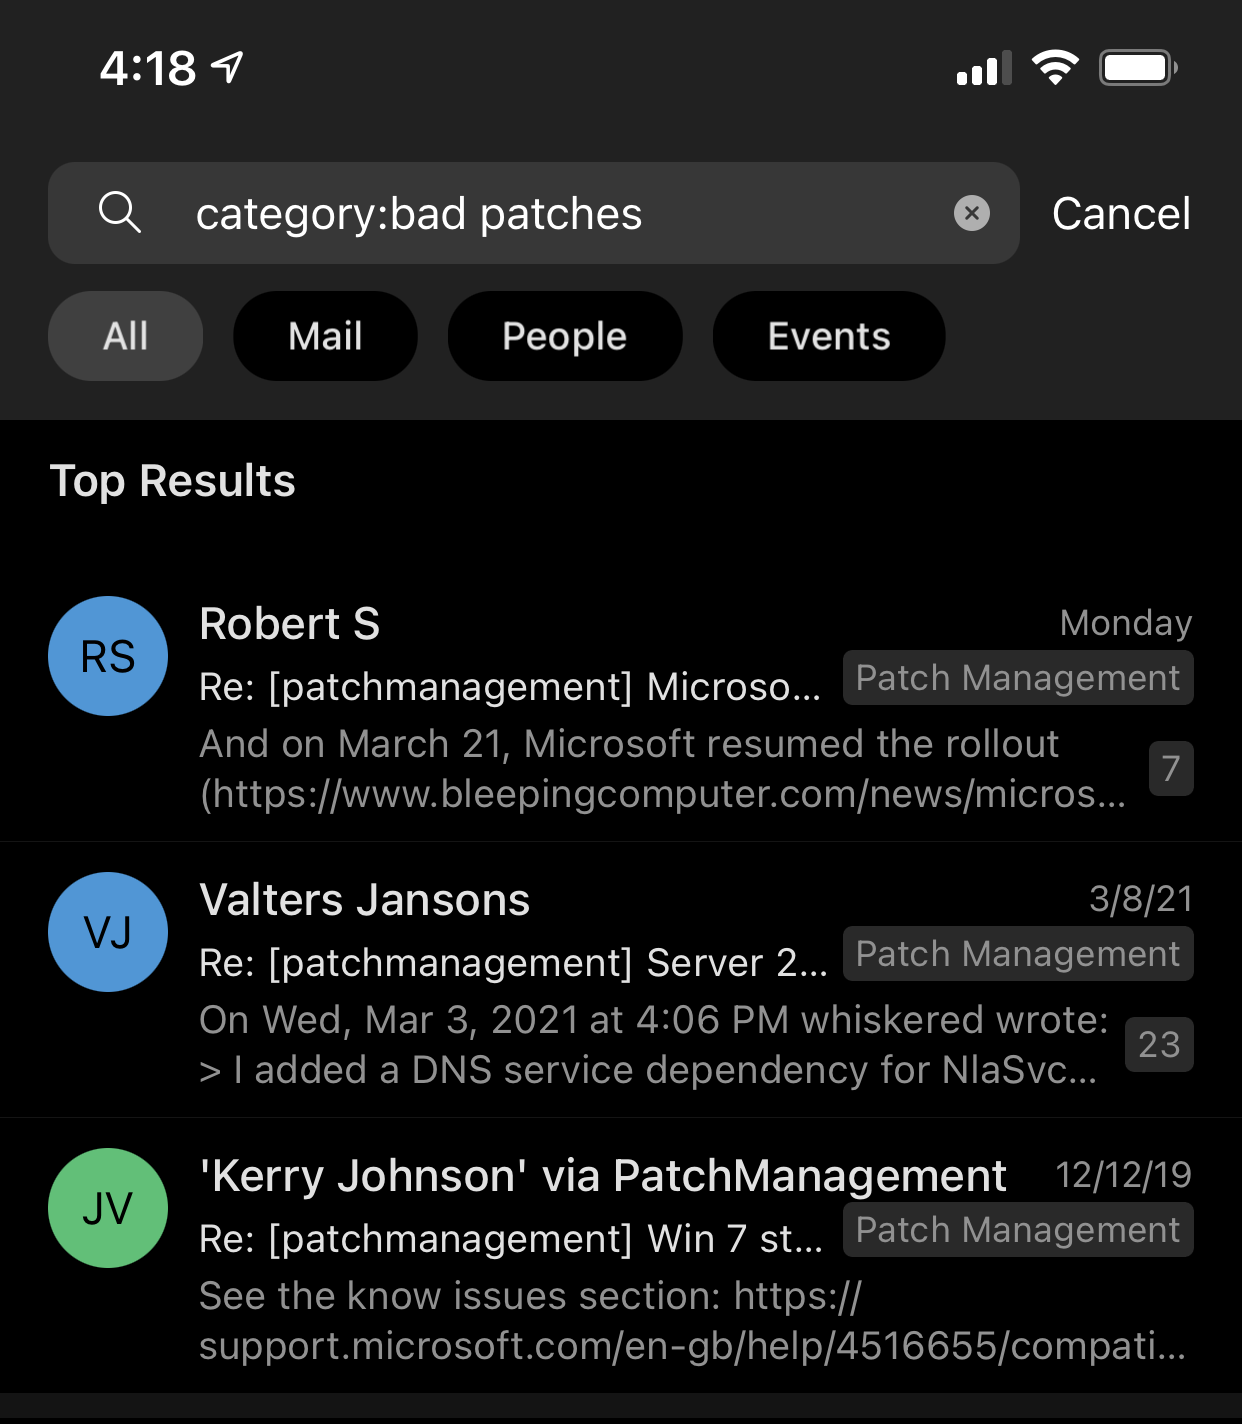 4:18
category:bad patches
Cancel
All
Mail
People
Events
Top Results
RS
Robert S
Monday
Re: [patchmanagement] Microso...
Patch Management
And on March 21, Microsoft resumed the rollout
(https://www.bleepingcomputer.com/news/micros...
7
VJ
Valters Jansons
3/8/21
Re: [patchmanagement] Server 2...
Patch Management
On Wed, Mar 3, 2021 at 4:06 PM whiskered wrote:
> I added a DNS service dependency for NlaSvc...
23
JV
'Kerry Johnson' via PatchManagement
12/12/19
Re: [patchmanagement] Win 7 st...
Patch Management
See the know issues section: https://
support.microsoft.com/en-gb/help/4516655/compati...